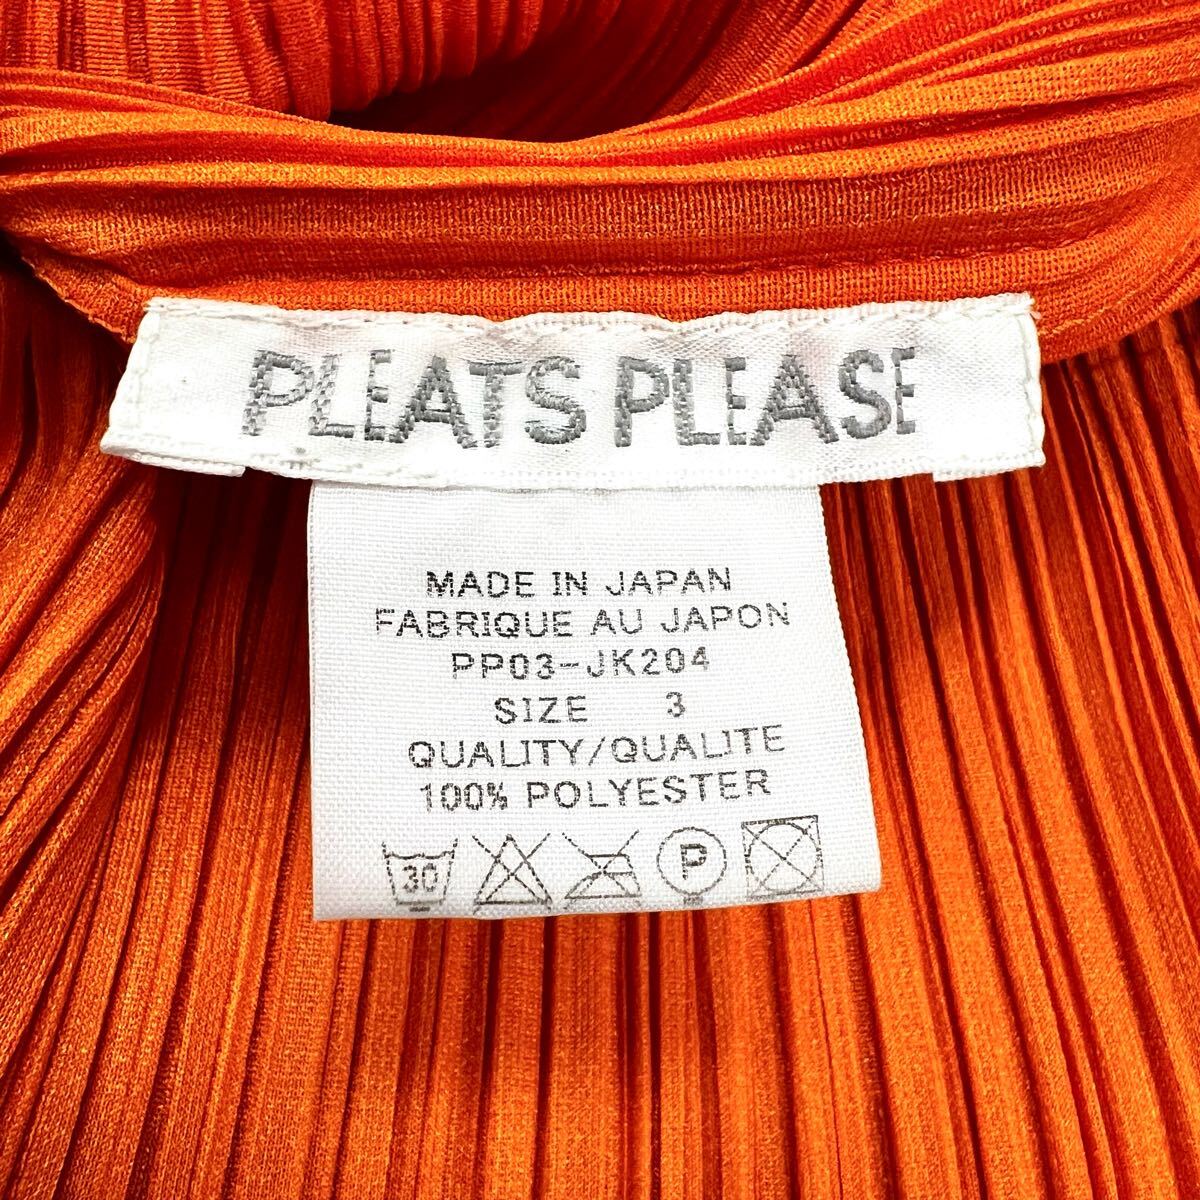 PLEATS PLEASE
MADE IN JAPAN
FABRIQUE AU JAPON
PP03-JK204
SIZE 3
QUALITY/QUALITE
100% POLYESTER
30 P